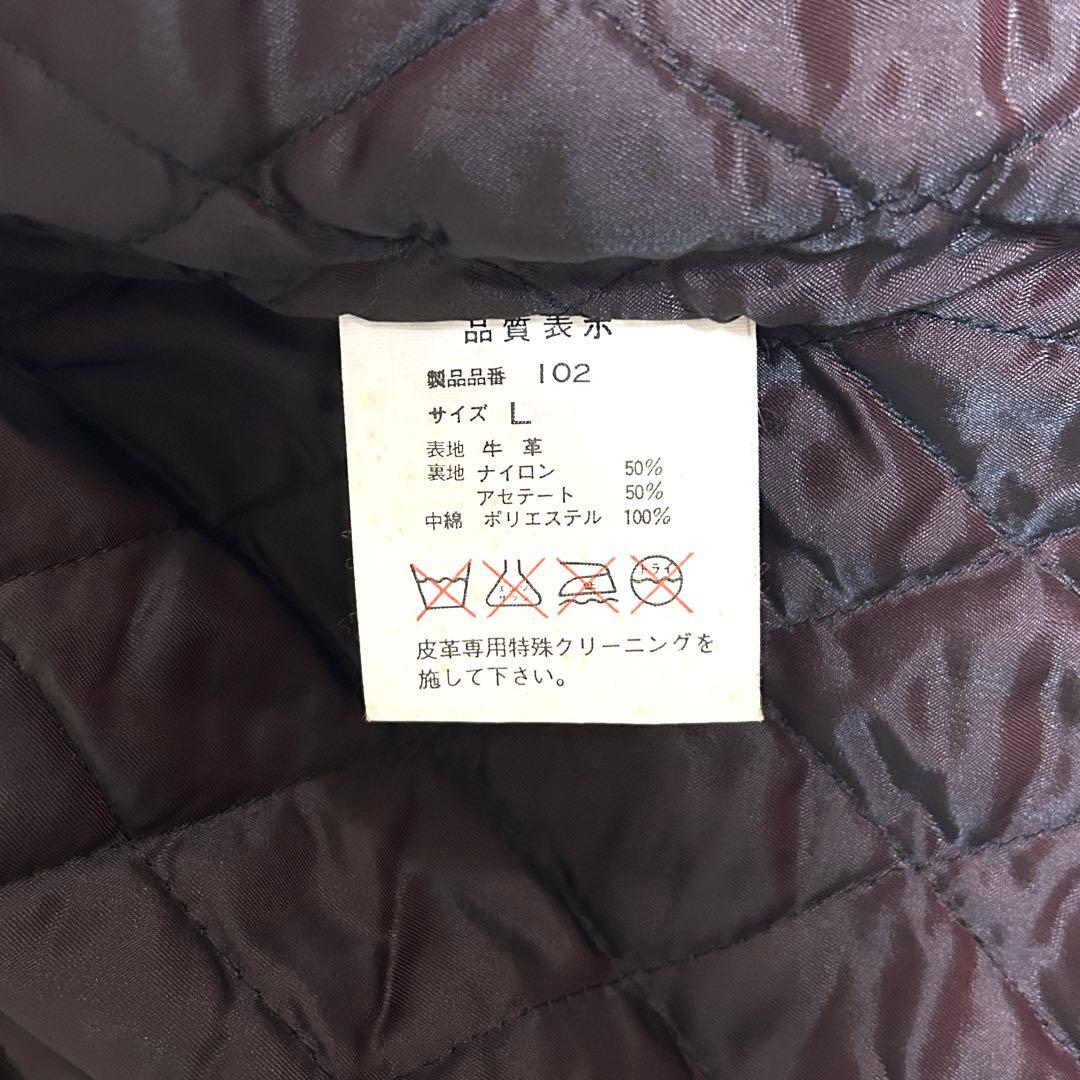 品質表示
製品品番 102
サイズ L
表地 牛革
裏地 ナイロン 50%
アセテート 50%
中綿 ポリエステル 100%
ドライ
皮革専用特殊クリーニングを
施して下さい。